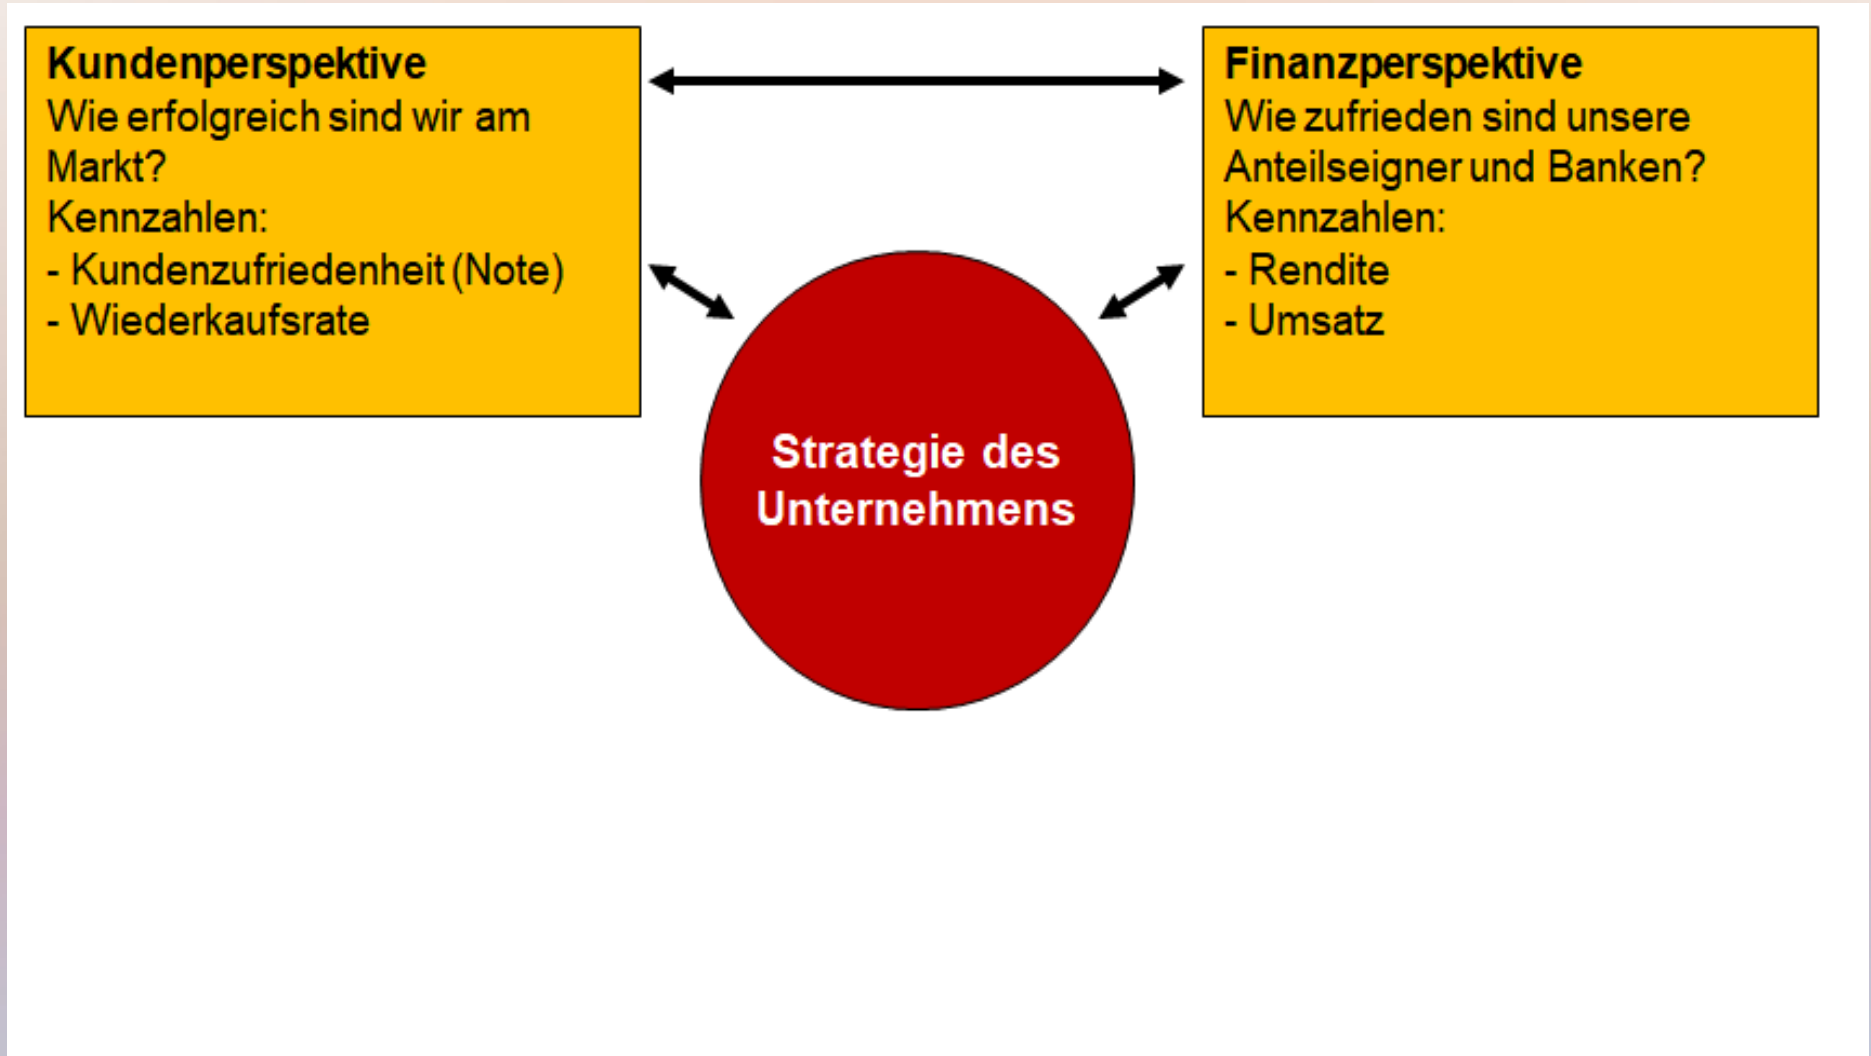 Kundenperspektive
Wie erfolgreich sind wir am
Markt?
Kennzahlen:
- Kundenzufriedenheit (Note)
- Wiederkaufsrate
Finanzperspektive
Wie zufrieden sind unsere
Anteilseigner und Banken?
Kennzahlen:
- Rendite
- Umsatz
Strategie des
Unternehmens